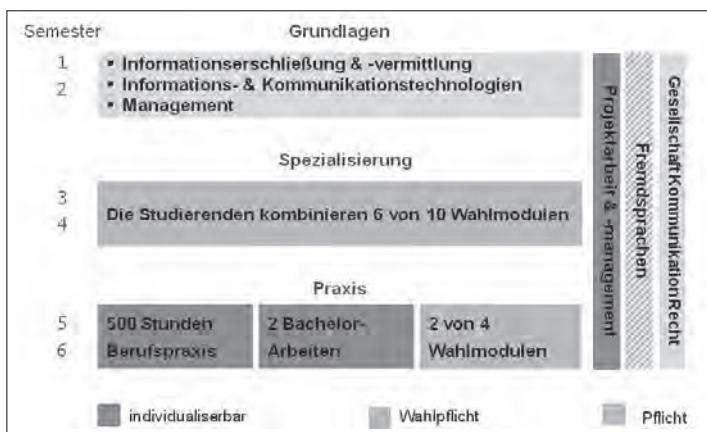 Semester
Grundlagen
1
2
▪ Informationserschließung & -vermittlung
▪ Informations- & Kommunikationstechnologien
▪ Management
Spezialisierung
3
4
Die Studierenden kombinieren 6 von 10 Wahlmodulen
Praxis
5
6
500 Stunden
Berufspraxis
2 Bachelor-
Arbeiten
2 von 4
Wahlmodulen
Projektarbeit & -management
Fremdsprachen
GesellschaftKommunikationRecht
individualiserbar
Wahlpflicht
Pflicht